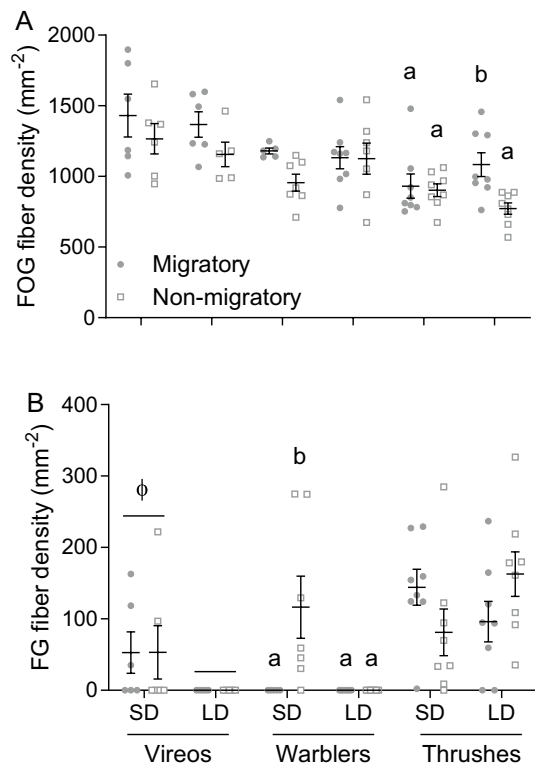 A
FOG fiber density (mm-2)
2000
1500
1000
500
0
a
a
b
a
Migratory
Non-migratory
B
FG fiber density (mm-2)
400
300
200
100
0
ϕ
b
a
a a
SD LD SD LD SD LD
Vireos Warblers Thrushes